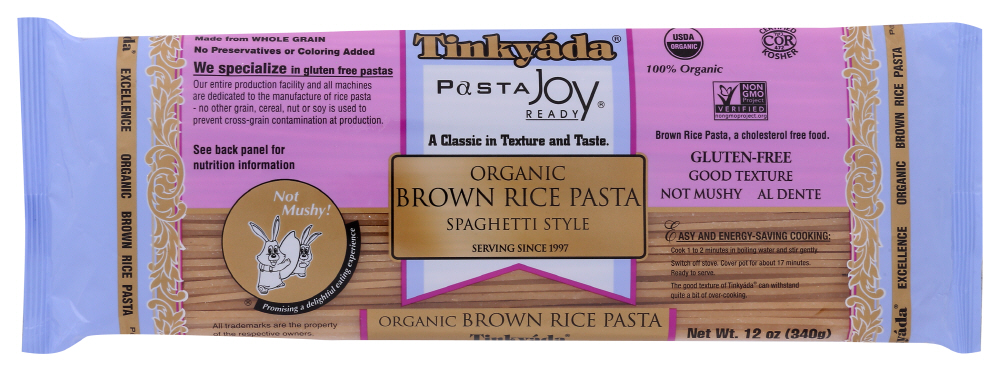 Made from WHOLE GRAIN
No Preservatives or Coloring Added
We specialize in gluten free pastas
Our entire production facility and all machines
are dedicated to the manufacture of rice pasta
- no other grain, cereal, nut or soy is used to
prevent cross-grain contamination at production.
See back panel for
nutrition information
Not
Mushy!
Promising a delightful eating experience
®
All trademarks are the property
of the respective owners.
Tinkyáda®
PASTA JOY®
READY
A Classic in Texture and Taste.
ORGANIC
BROWN RICE PASTA
SPAGHETTI STYLE
SERVING SINCE 1997
ORGANIC BROWN RICE PASTA
Tinkyáda®
USDA
ORGANIC
100% Organic
COR
KOSHER
NON
GMO
Project
VERIFIED
nongmoproject.org
Brown Rice Pasta, a cholesterol free food.
GLUTEN-FREE
GOOD TEXTURE
NOT MUSHY AL DENTE
EASY AND ENERGY-SAVING COOKING:
Cook 1 to 2 minutes in boiling water and stir gently.
Switch off stove. Cover pot for about 17 minutes.
Ready to serve.
The good texture of Tinkyáda™ can withstand
quite a bit of over-cooking.
Net Wt. 12 oz (340g)
EXCELLENCE ORGANIC BROWN RICE PASTA
EXCELLENCE ORGANIC BROWN RICE PASTA